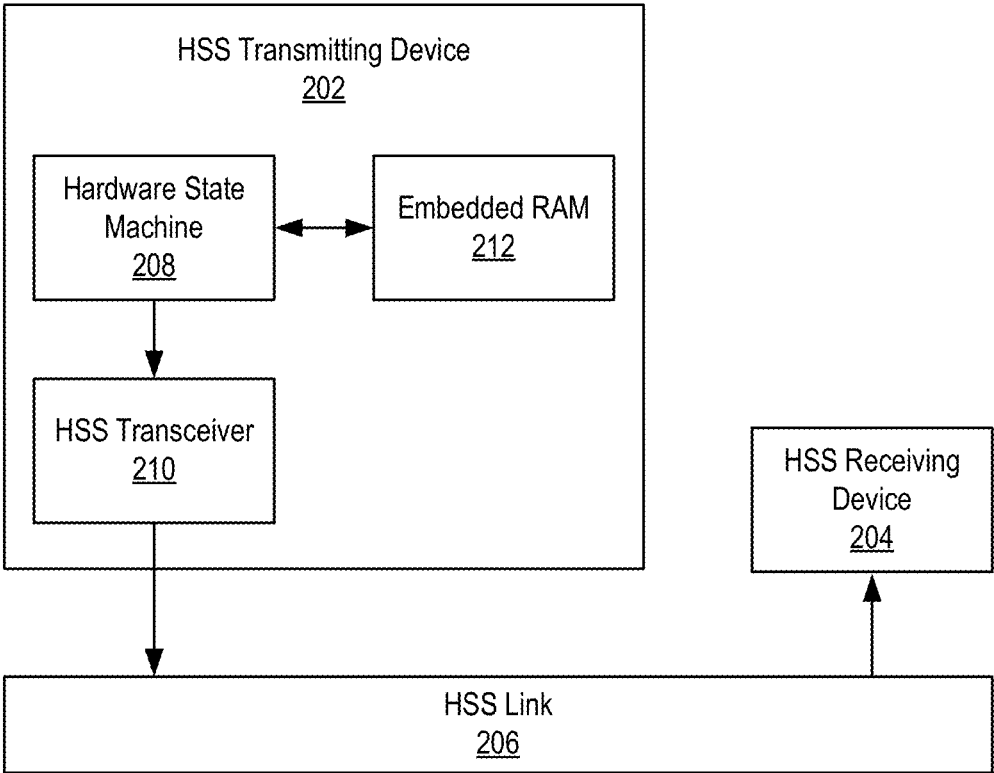 HSS Transmitting Device
202
Hardware State
Machine
208
Embedded RAM
212
HSS Transceiver
210
HSS Receiving
Device
204
HSS Link
206